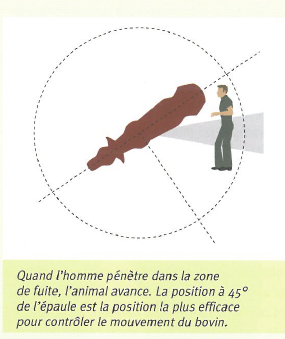 Quand l'homme pénètre dans la zone
de fuite, l'animal avance. La position à 45°
de l'épaule est la position la plus efficace
pour contrôler le mouvement du bovin.